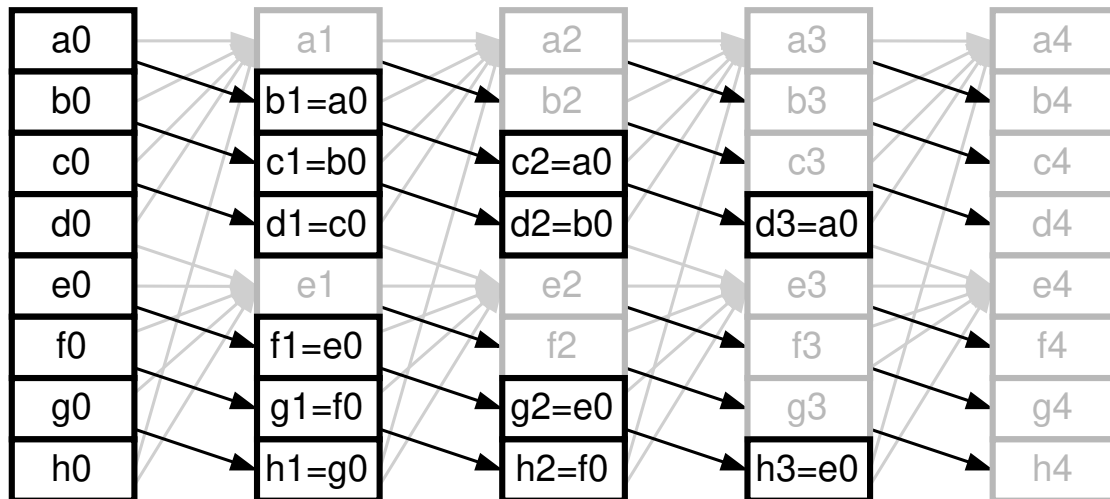 a0 a1 a2 a3 a4
b0 b1=a0 b2 b3 b4
c0 c1=b0 c2=a0 c3 c4
d0 d1=c0 d2=b0 d3=a0 d4
e0 e1 e2 e3 e4
f0 f1=e0 f2 f3 f4
g0 g1=f0 g2=e0 g3 g4
h0 h1=g0 h2=f0 h3=e0 h4